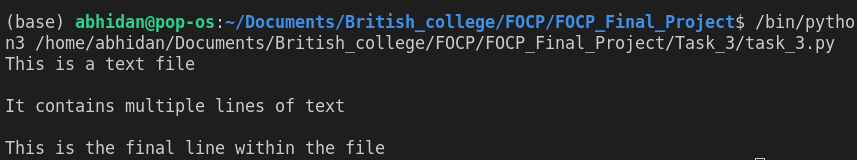 (base) abhidan@pop-os:~/Documents/British_college/FOCP/FOCP_Final_Project$ /bin/pytho
n3 /home/abhidan/Documents/British_college/FOCP/FOCP_Final_Project/Task_3/task_3.py
This is a text file
It contains multiple lines of text
This is the final line within the file